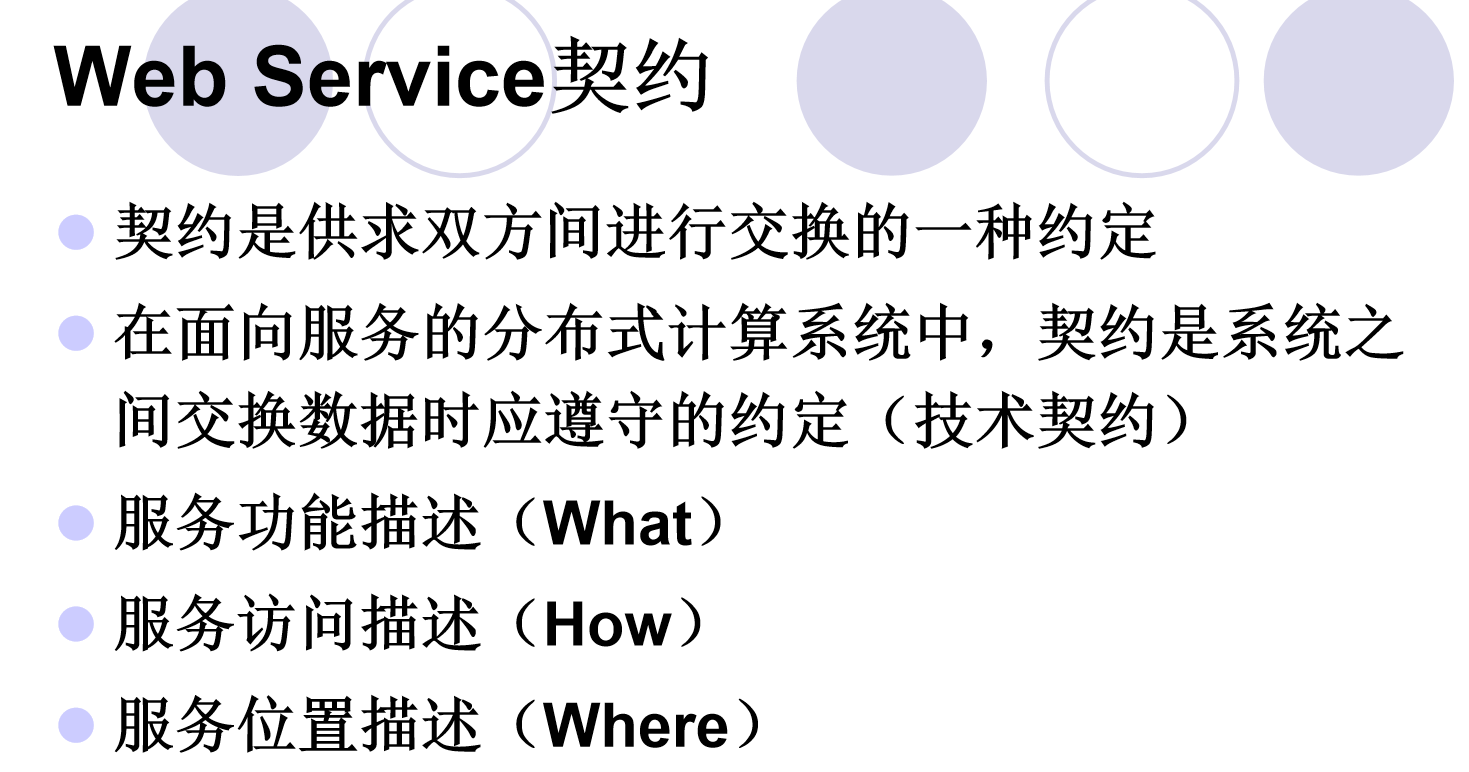 Web Service契约
契约是供求双方间进行交换的一种约定
在面向服务的分布式计算系统中，契约是系统之
间交换数据时应遵守的约定（技术契约）
服务功能描述（What）
服务访问描述（How）
服务位置描述（Where）